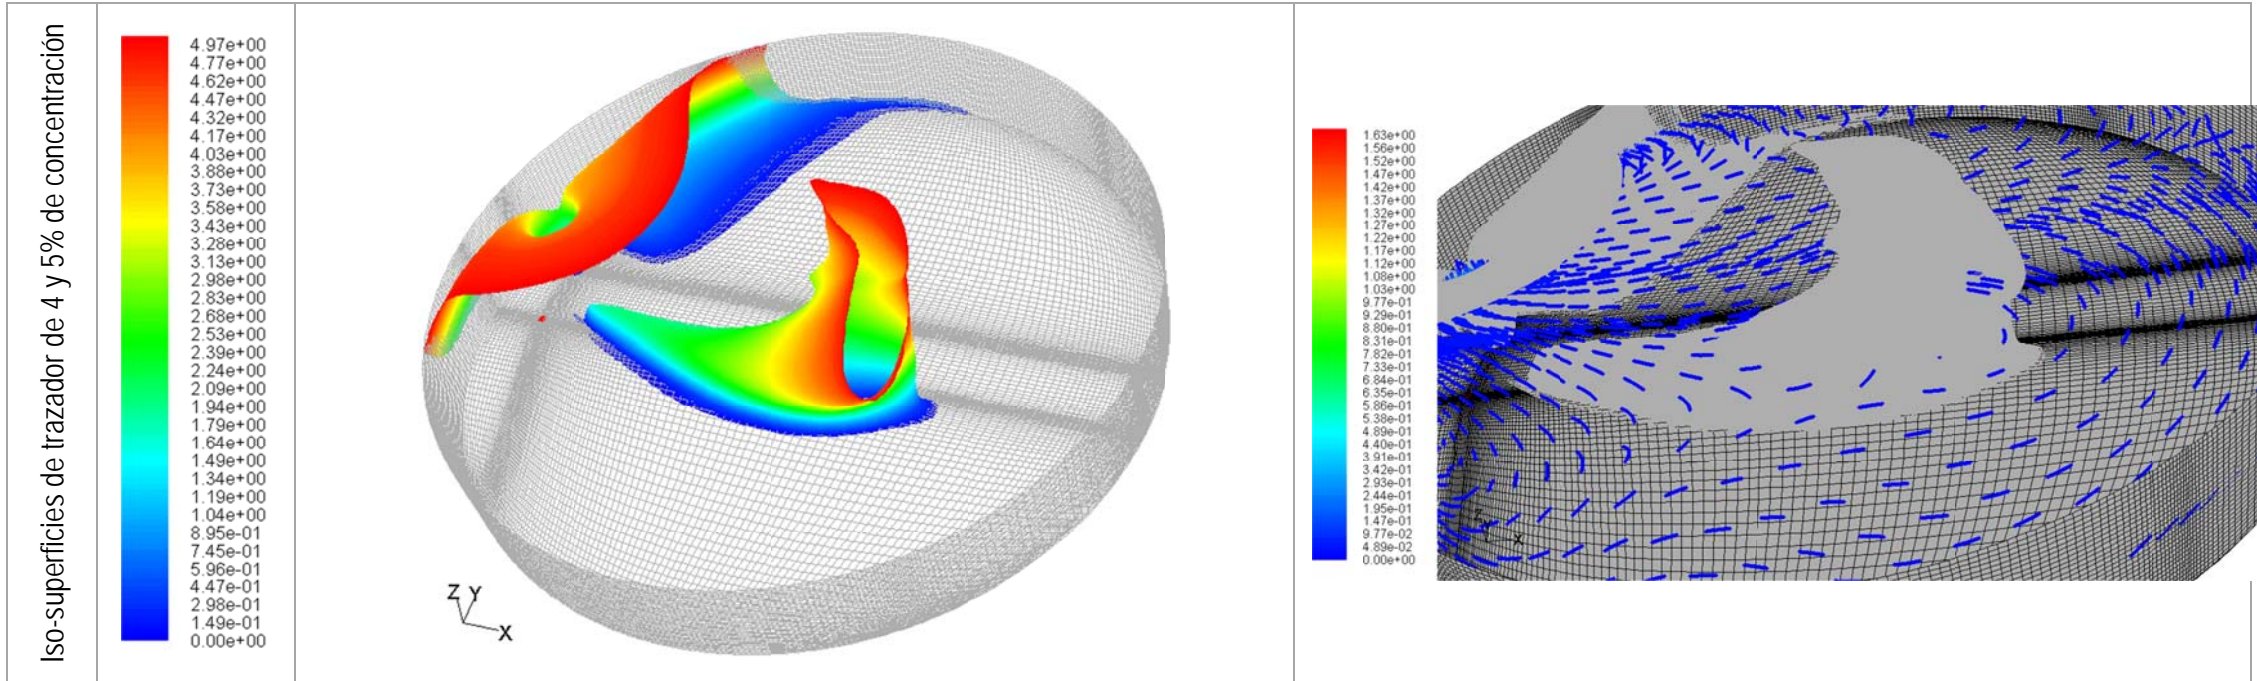 Iso-superficies de trazador de 4 y 5% de concentración
4.97e+00
4.77e+00
4.62e+00
4.47e+00
4.32e+00
4.17e+00
4.03e+00
3.88e+00
3.73e+00
3.58e+00
3.43e+00
3.28e+00
3.13e+00
2.98e+00
2.83e+00
2.68e+00
2.53e+00
2.39e+00
2.24e+00
2.09e+00
1.94e+00
1.79e+00
1.64e+00
1.49e+00
1.34e+00
1.19e+00
1.04e+00
8.95e-01
7.45e-01
5.96e-01
4.47e-01
2.98e-01
1.49e-01
0.00e+00
Z Y
X
1.63e+00
1.56e+00
1.52e+00
1.47e+00
1.42e+00
1.37e+00
1.32e+00
1.22e+00
1.17e+00
1.12e+00
1.08e+00
1.03e+00
9.77e-01
9.29e-01
8.80e-01
8.31e-01
7.82e-01
7.33e-01
6.84e-01
6.35e-01
5.86e-01
5.38e-01
4.89e-01
4.40e-01
3.91e-01
3.42e-01
2.93e-01
2.44e-01
1.95e-01
1.47e-01
9.77e-02
4.89e-02
0.00e+00
Z
Y
X